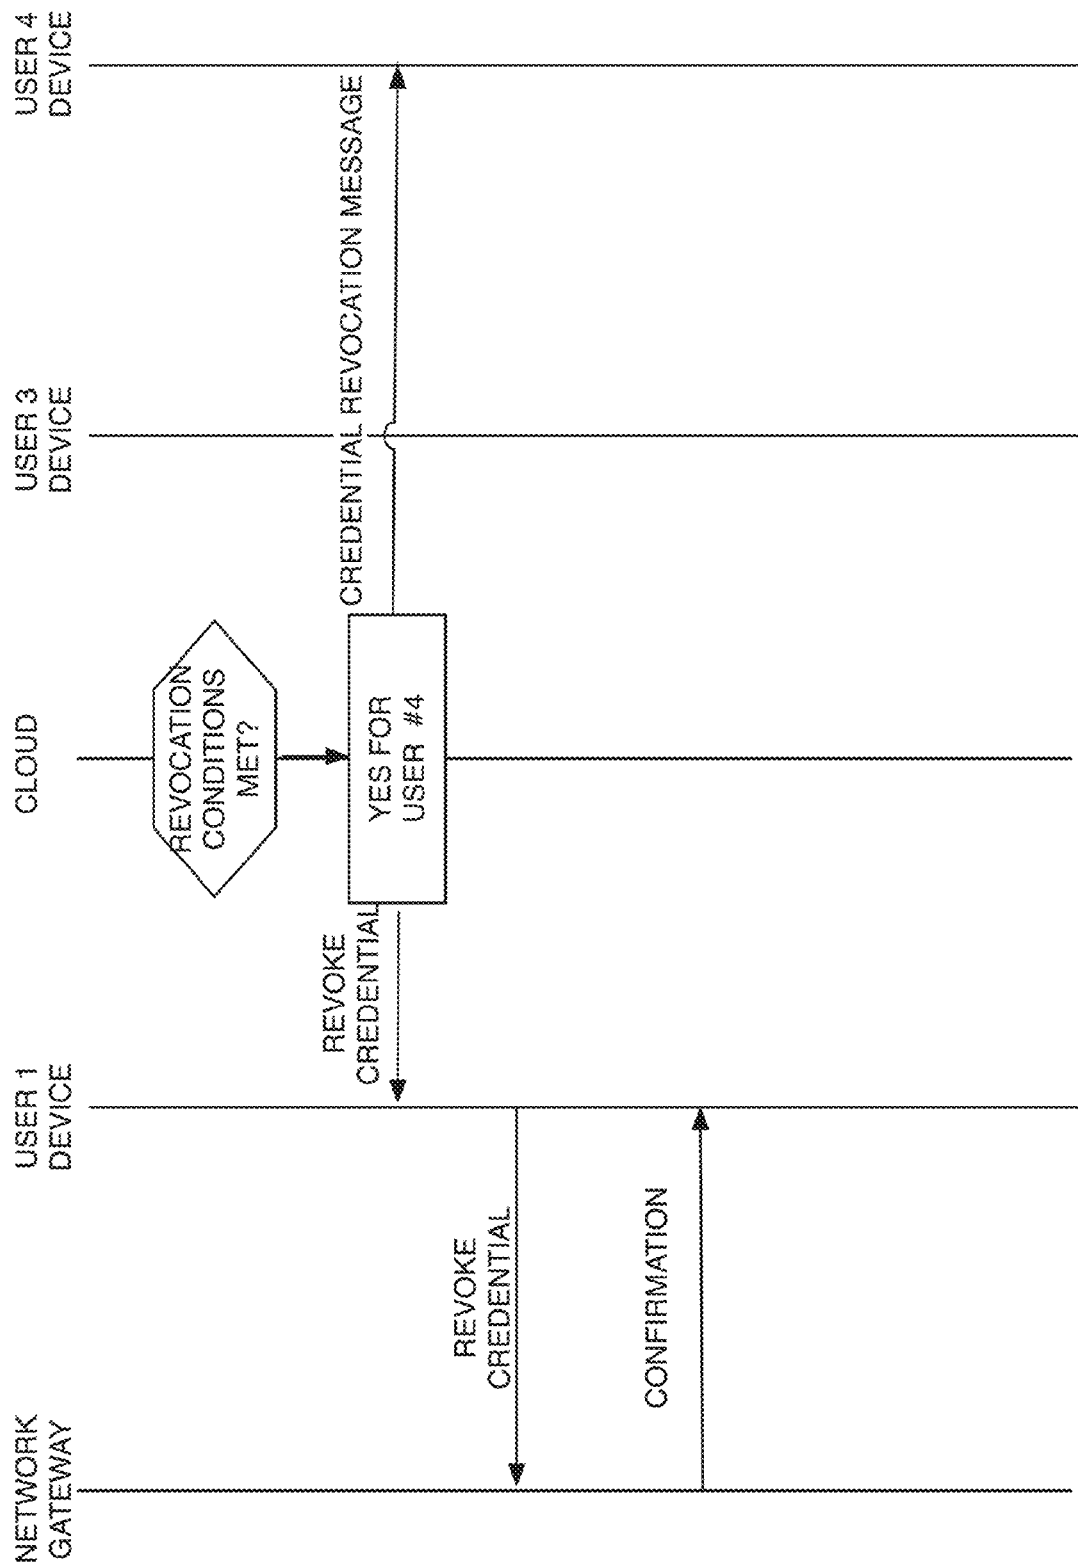 NETWORK
GATEWAY
USER 1
DEVICE
CLOUD
USER 3
DEVICE
USER 4
DEVICE
REVOCATION
CONDITIONS
MET?
REVOKE
CREDENTIAL
YES FOR
USER #4
CREDENTIAL REVOCATION MESSAGE
REVOKE
CREDENTIAL
CONFIRMATION